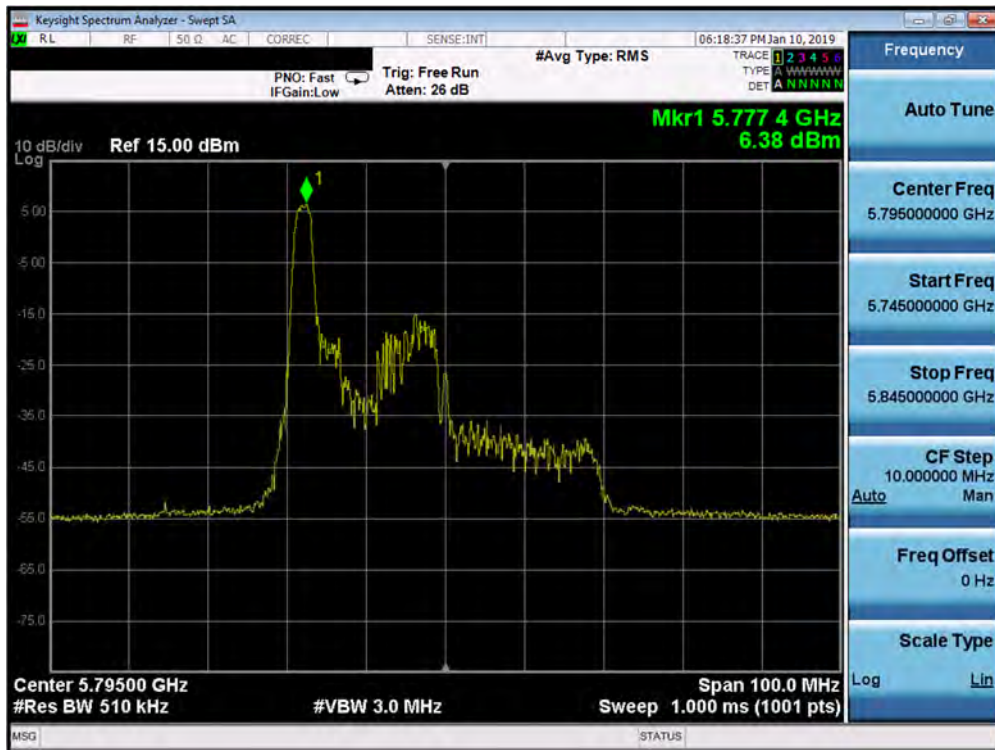 Keysight Spectrum Analyzer - Swept SA
LXI RL RF 50 Ω AC CORREC SENSE:INT 06:18:37 PM Jan 10, 2019
#Avg Type: RMS
TRACE 1 2 3 4 5 6
PNO: Fast Trig: Free Run
TYPE A WWWWW
IFGain:Low Atten: 26 dB
DET A N N N N N
Mkr1 5.777 4 GHz
6.38 dBm
10 dB/div Ref 15.00 dBm
Log
1
5.00
-5.00
-15.0
-25.0
-35.0
-45.0
-55.0
-65.0
-75.0
Center 5.79500 GHz Span 100.0 MHz
#Res BW 510 kHz #VBW 3.0 MHz Sweep 1.000 ms (1001 pts)
MSG STATUS
Frequency
Auto Tune
Center Freq
5.795000000 GHz
Start Freq
5.745000000 GHz
Stop Freq
5.845000000 GHz
CF Step
10.000000 MHz
Auto Man
Freq Offset
0 Hz
Scale Type
Log Lin